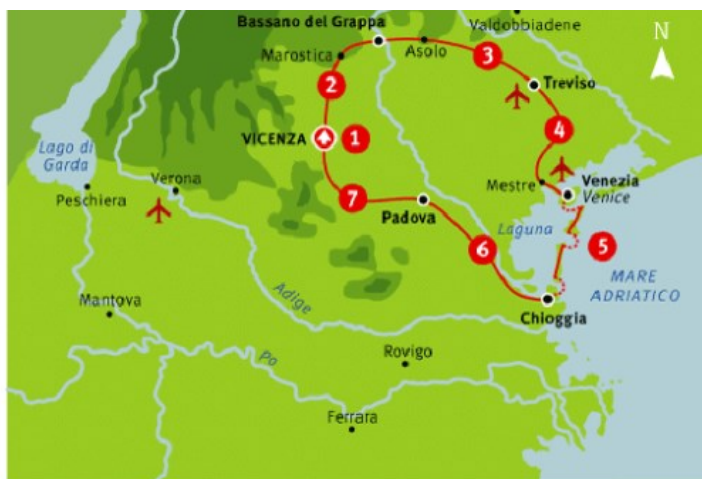 Bassano del Grappa
Valdobbiadene
N
Marostica
Asolo
3
Treviso
2
VICENZA
1
4
Lago di
Garda
Peschiera
Verona
Mestre
Venezia
Venice
7
Padova
Laguna
6
5
MARE
ADRIATICO
Mantova
Adige
Chioggia
Po
Rovigo
Ferrara